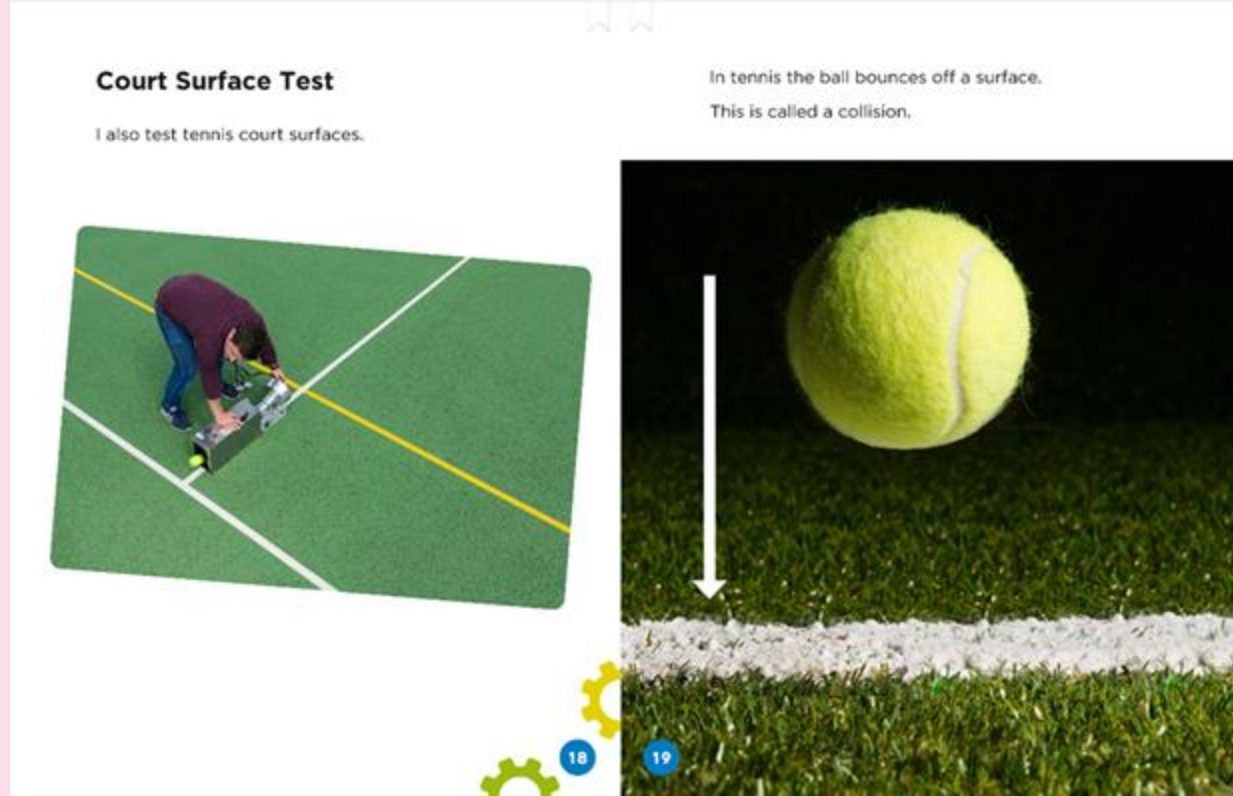 Court Surface Test
I also test tennis court surfaces.
18
In tennis the ball bounces off a surface.
This is called a collision.
19